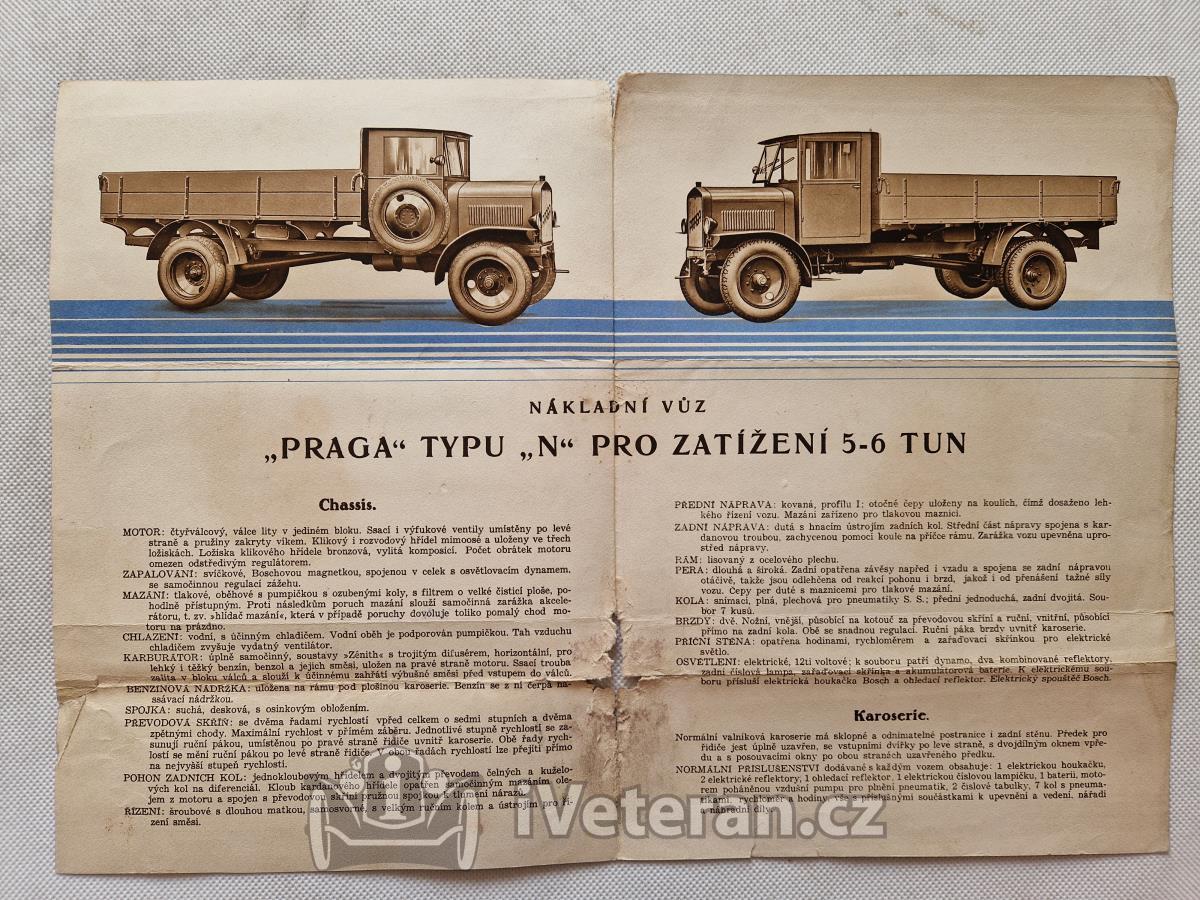 NÁKLADNÍ VŮZ
„PRAGA“ TYPU „N“ PRO ZATÍŽENÍ 5-6 TUN
Chassis.
MOTOR: čtyřválcový, válce lity v jediném bloku. Ssací i výfukové ventily umístěny po levé
straně a pružiny zakryty víkem. Klikový i rozvodový hřídel mimoosé a uloženy ve třech
ložiskách. Ložiska klikového hřídele bronzová, vylitá komposicí. Počet obrátek motoru
omezen odstředivým regulátorem.
ZAPALOVÁNÍ: svíčkové, Boschovou magnetkou, spojenou v celek s osvětlovacím dynamem,
se samočinnou regulací zážehu.
MAZÁNÍ: tlakové, oběhové s pumpičkou s ozubenými koly, s filtrem o velké čisticí ploše, po-
hodlně přístupným. Proti následkům poruch mazání slouží samočinná zarážka akcele-
rátoru, t. zv. »hlídač mazání«, která v případě poruchy dovoluje toliko pomalý chod mo-
toru na prázdno.
CHLAZENÍ: vodní, s účinným chladičem. Vodní oběh je podporován pumpičkou. Tah vzduchu
chladičem zvyšuje vydatný ventilátor.
KARBURÁTOR: úplně samočinný, soustavy »Zénith« s trojitým difusérem, horizontální, pro
lehký i těžký benzin, benzol a jejich směsi, uložen na pravé straně motoru. Ssací trouba
zalita v bloku válců a slouží k účinnému zahřátí výbušné směsi před vstupem do válců.
BENZINOVÁ NÁDRŽKA: uložena na rámu pod plošinou karoserie. Benzin se z ní čerpá na-
ssávací nádržkou.
SPOJKA: suchá, desková, s osinkovým obložením.
PŘEVODOVÁ SKŘÍŇ: se dvěma řadami rychlostí vpřed celkem o sedmi stupních a dvěma
zpětnými chody. Maximální rychlost v přímém záběru. Jednotlivé stupně rychlostí se za-
sunují ruční pákou, umístěnou po pravé straně řidiče uvnitř karoserie. Obě řady rychlo-
stí se mění ruční pákou po levé straně řidiče. V obou řadách rychlostí lze přejíti přímo
na nejvyšší stupeň rychlosti.
POHON ZADNÍCH KOL: jednokloubovým hřídelem a dvojitým převodem čelných a kuželo-
vých kol na diferenciál. Kloub kardanového hřídele opatřen samočinným mazáním ole-
jem z motoru a spojen s převodovou skříní pružnou spojkou k tlumení nárazů.
ŘÍZENÍ: šroubové s dlouhou matkou, samosvorné, s velkým ručním kolem a ústrojím pro ří-
zení směsi.
PŘEDNÍ NÁPRAVA: kovaná, profilu I; otočné čepy uloženy na koulích, čímž dosaženo leh-
kého řízení vozu. Mazání zařízeno pro tlakovou maznici.
ZADNÍ NÁPRAVA: dutá s hnacím ústrojím zadních kol. Střední část nápravy spojena s kar-
danovou troubou, zachycenou pomocí koule na příčce rámu. Zarážka vozu upevněna upro-
střed nápravy.
RÁM: lisovaný z ocelového plechu.
PERA: dlouhá a široká. Zadní opatřena závěsy napřed i vzadu a spojena se zadní nápravou
otáčivě, takže jsou odlehčena od reakcí pohonu i brzd, jakož i od přenášení tažné síly
vozu. Čepy per duté s maznicemi pro tlakové mazání.
KOLA: snímací, plná, plechová pro pneumatiky S. S.; přední jednoduchá, zadní dvojitá. Sou-
bor 7 kusů.
BRZDY: dvě. Nožní, vnější, působící na kotouč za převodovou skříní a ruční, vnitřní, působící
přímo na zadní kola. Obě se snadnou regulací. Ruční páka brzdy uvnitř karoserie.
PŘÍČNÍ STĚNA: opatřena hodinami, rychloměrem a zařaďovací skřínkou pro elektrické
světlo.
OSVĚTLENÍ: elektrické, 12ti voltové; k souboru patří dynamo, dva kombinované reflektory,
zadní číslová lampa, zařaďovací skřínka a akumulátorová baterie. K elektrickému sou-
boru přísluší elektrická houkačka Bosch a ohledací reflektor. Elektrický spouštěč Bosch.
Karoserie.
Normální valníková karoserie má sklopné a odnímatelné postranice i zadní stěnu. Předek pro
řidiče jest úplně uzavřen, se vstupními dvířky po levé straně, s dvojdílným oknem vpře-
du a s posouvacími okny po obou stranách uzavřeného předku.
NORMÁLNÍ PŘÍSLUŠENSTVÍ dodávané s každým vozem obsahuje: 1 elektrickou houkačku,
2 elektrické reflektory, 1 ohledací reflektor, 1 elektrickou číslovou lampičku, 1 baterii, moto-
rem poháněnou vzdušní pumpu pro plnění pneumatik, 2 číslové tabulky, 7 kol s pneuma-
tikami, rychloměr a hodiny, vše s příslušnými součástkami k upevnění a vedení, nářadí
a náhradní díly.
iVeteran.cz